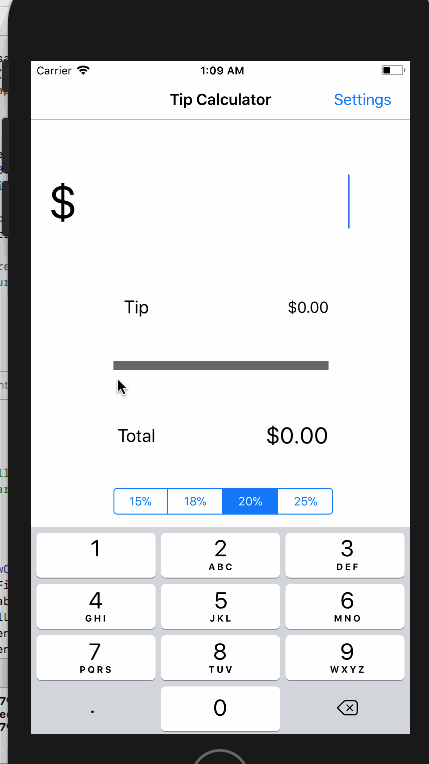 Carrier 1:09 AM
Tip Calculator Settings
$
Tip $0.00
Total $0.00
15% 18% 20% 25%
1 2 3
ABC DEF
4 5 6
GHI JKL MNO
7 8 9
PQRS TUV WXYZ
. 0